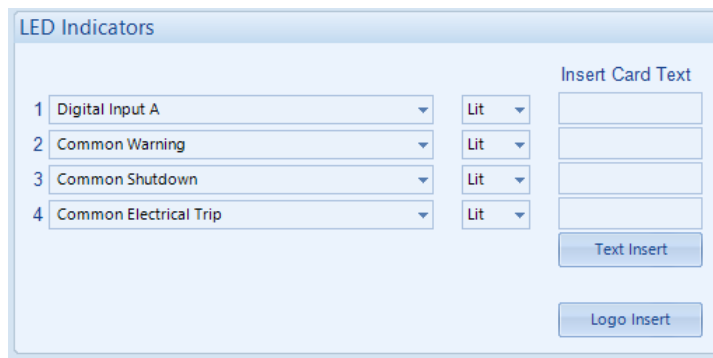 LED Indicators
Insert Card Text
1 Digital Input A Lit
2 Common Warning Lit
3 Common Shutdown Lit
4 Common Electrical Trip Lit
Text Insert
Logo Insert